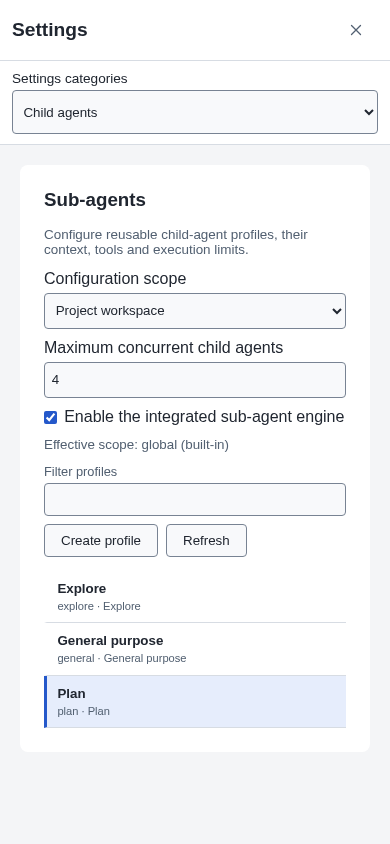 Settings
Settings categories
Child agents
Sub-agents
Configure reusable child-agent profiles, their
context, tools and execution limits.
Configuration scope
Project workspace
Maximum concurrent child agents
4
Enable the integrated sub-agent engine
Effective scope: global (built-in)
Filter profiles
Create profile
Refresh
Explore
explore · Explore
General purpose
general · General purpose
Plan
plan · Plan